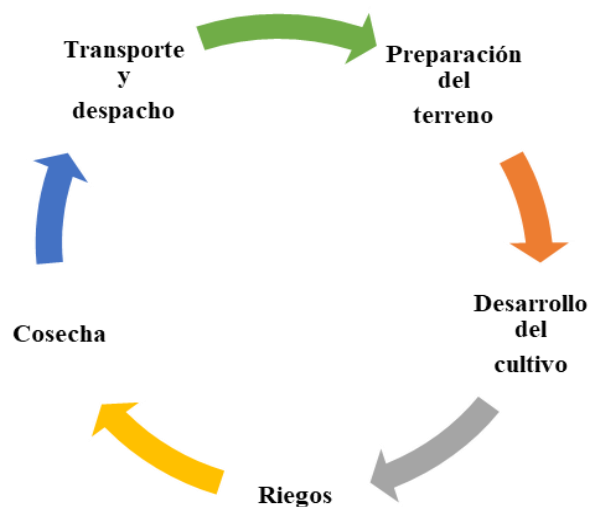 Transporte
y
despacho
Preparación
del
terreno
Desarrollo
del
cultivo
Riegos
Cosecha